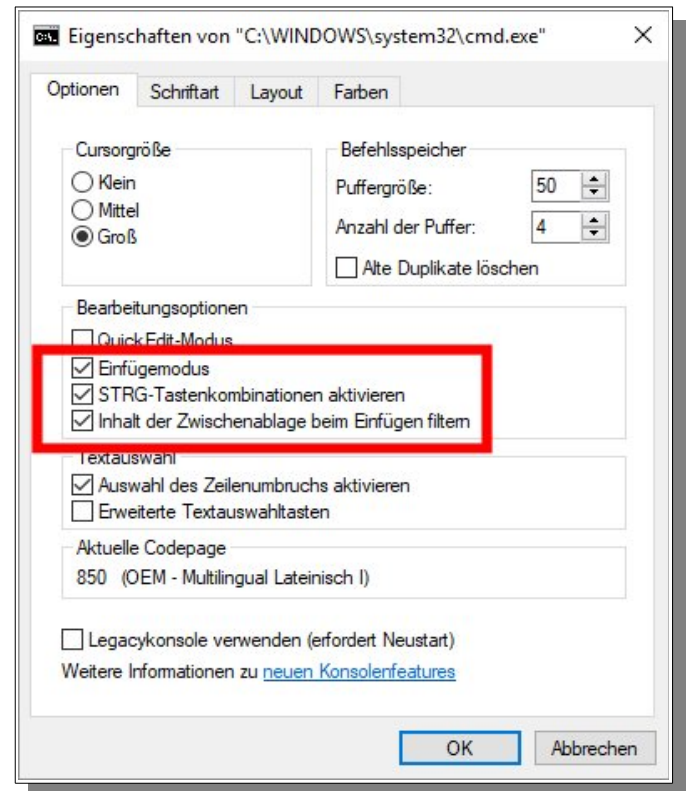 Eigenschaften von "C:\WINDOWS\system32\cmd.exe"
Optionen Schriftart Layout Farben
Cursorgröße
Klein
Mittel
Groß
Befehlsspeicher
Puffergröße: 50
Anzahl der Puffer: 4
Alte Duplikate löschen
Bearbeitungsoptionen
QuickEdit-Modus
Einfügemodus
STRG-Tastenkombinationen aktivieren
Inhalt der Zwischenablage beim Einfügen filtern
Textauswahl
Auswahl des Zeilenumbruchs aktivieren
Erweiterte Textauswahltasten
Aktuelle Codepage
850 (OEM - Multilingual Lateinisch I)
Legacykonsole verwenden (erfordert Neustart)
Weitere Informationen zu neuen Konsolenfeatures
OK Abbrechen